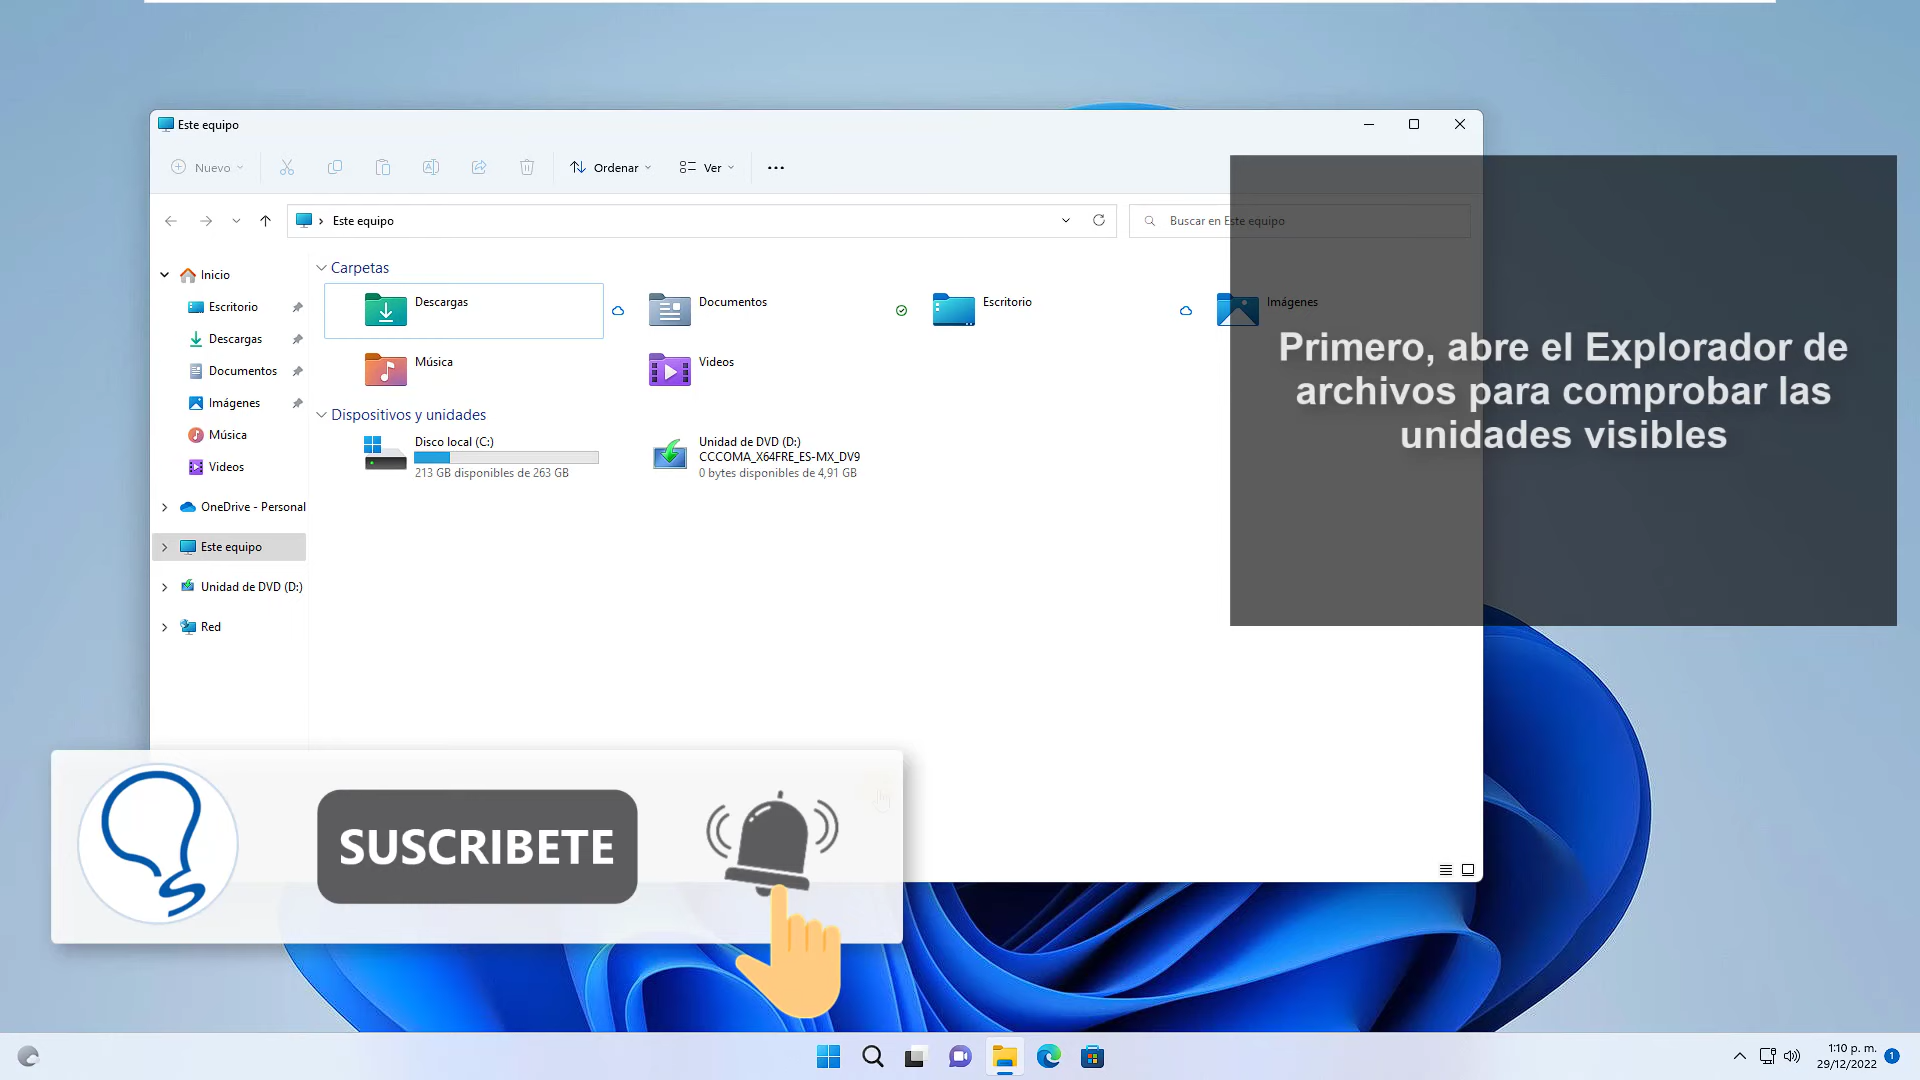 Este equipo
Nuevo
Ordenar
Ver
Este equipo
Buscar en Este equipo
Inicio
Escritorio
Descargas
Documentos
Imágenes
Música
Videos
OneDrive - Personal
Este equipo
Unidad de DVD (D:)
Red
Carpetas
Descargas
Documentos
Escritorio
Imágenes
Música
Videos
Dispositivos y unidades
Disco local (C:)
213 GB disponibles de 263 GB
Unidad de DVD (D:)
CCCOMA_X64FRE_ES-MX_DV9
0 bytes disponibles de 4,91 GB
Primero, abre el Explorador de
archivos para comprobar las
unidades visibles
SUSCRIBETE
1:10 p. m.
29/12/2022
1